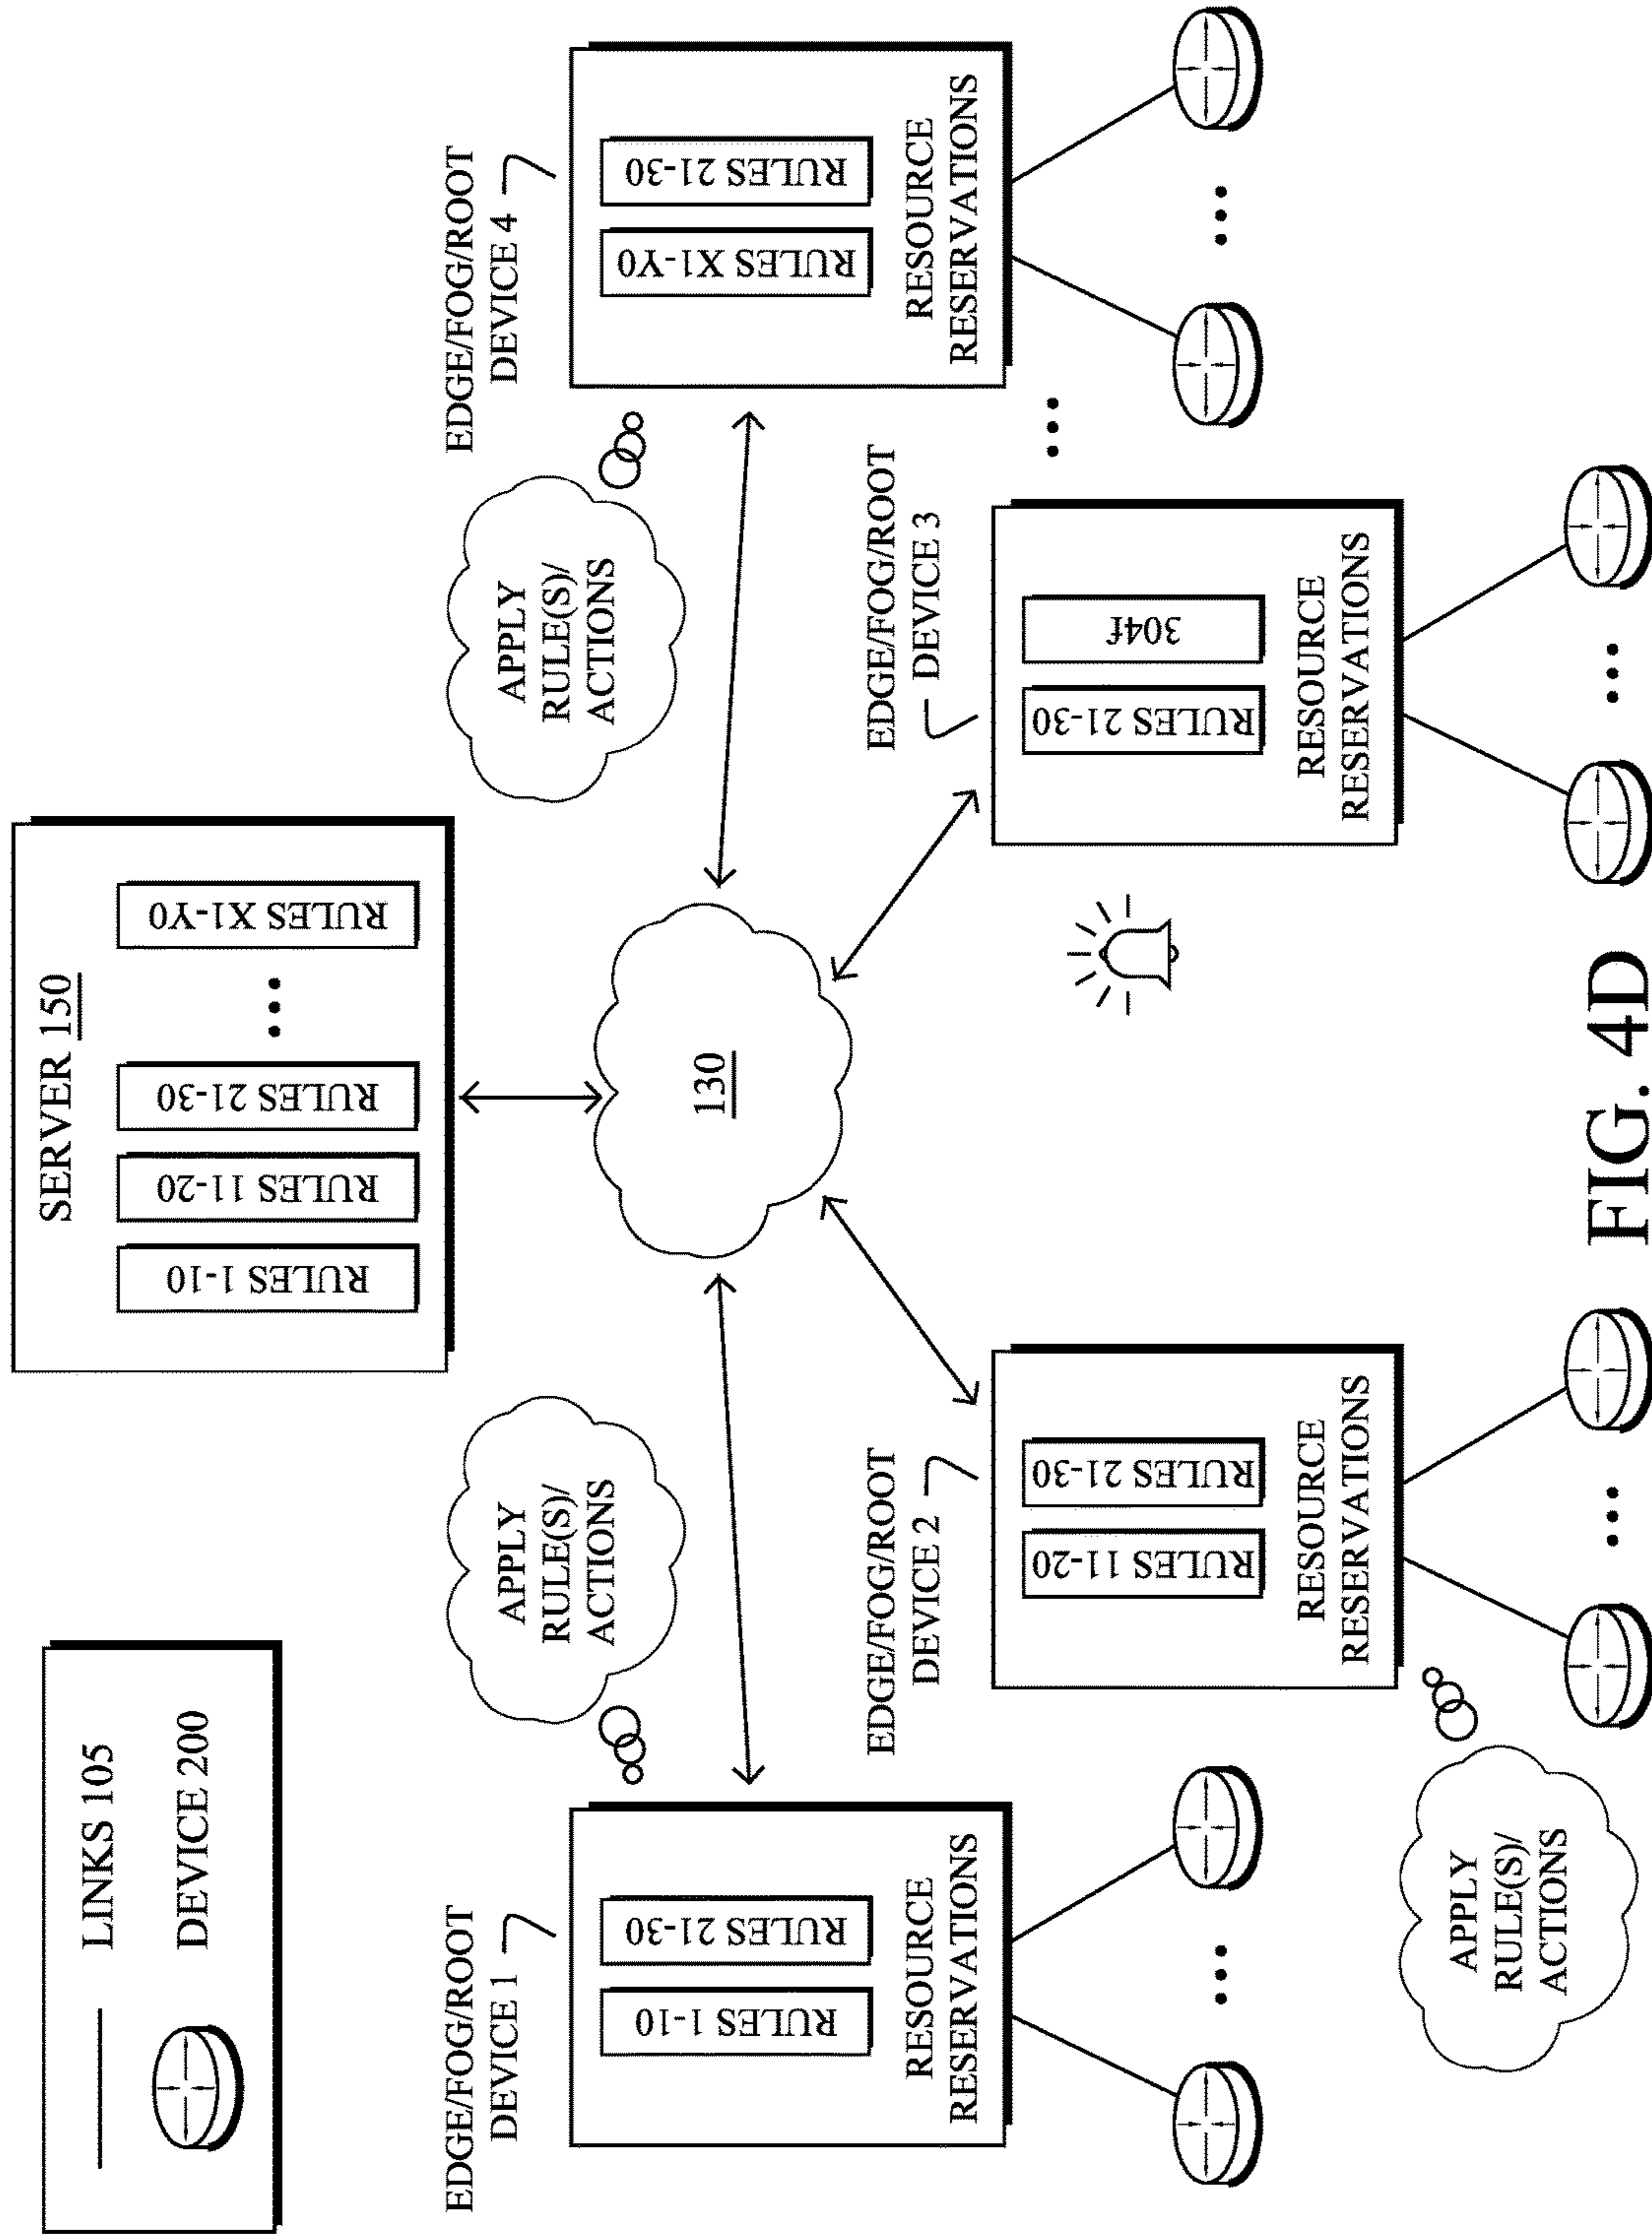 LINKS 105
DEVICE 200
SERVER 150
RULES 1-10
RULES 11-20
RULES 21-30
...
RULES X1-Y0
APPLY
RULE(S)/
ACTIONS
APPLY
RULE(S)/
ACTIONS
130
EDGE/FOG/ROOT
DEVICE 1
RULES 1-10
RULES 21-30
RESOURCE
RESERVATIONS
...
EDGE/FOG/ROOT
DEVICE 2
RULES 11-20
RULES 21-30
RESOURCE
RESERVATIONS
...
APPLY
RULE(S)/
ACTIONS
EDGE/FOG/ROOT
DEVICE 3
RULES 21-30
304f
RESOURCE
RESERVATIONS
...
...
EDGE/FOG/ROOT
DEVICE 4
RULES X1-Y0
RULES 21-30
RESOURCE
RESERVATIONS
...
FIG. 4D